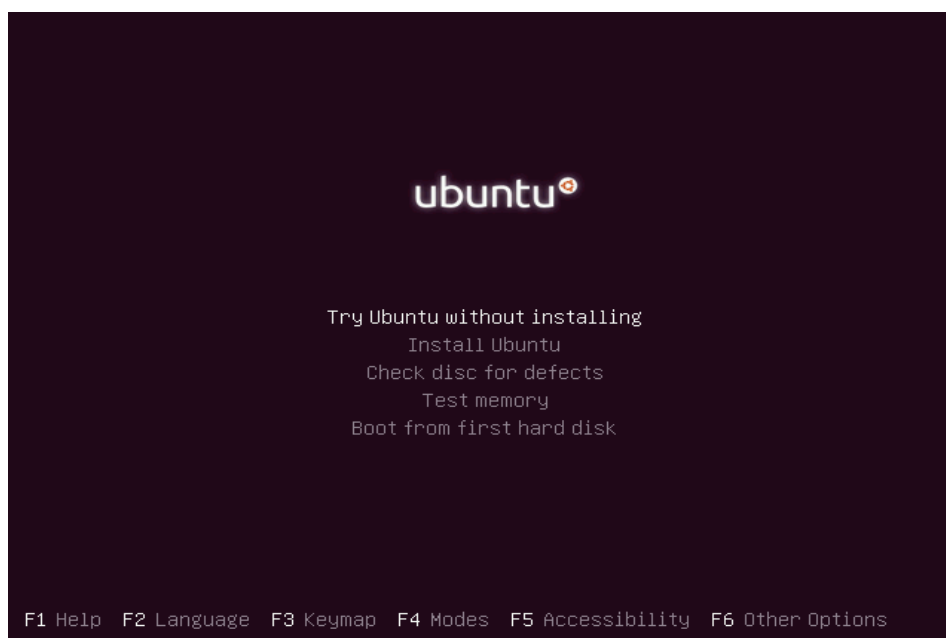 ubuntu
Try Ubuntu without installing
Install Ubuntu
Check disc for defects
Test memory
Boot from first hard disk
F1 Help F2 Language F3 Keymap F4 Modes F5 Accessibility F6 Other Options